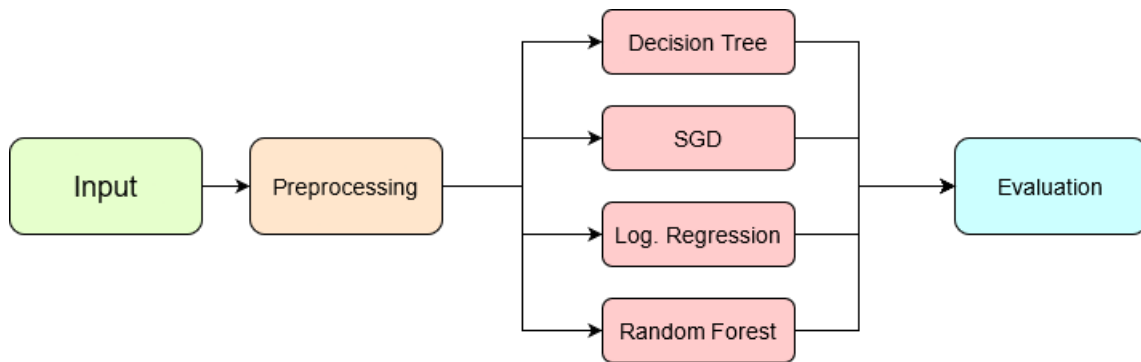 Input
Preprocessing
Decision Tree
SGD
Log. Regression
Random Forest
Evaluation